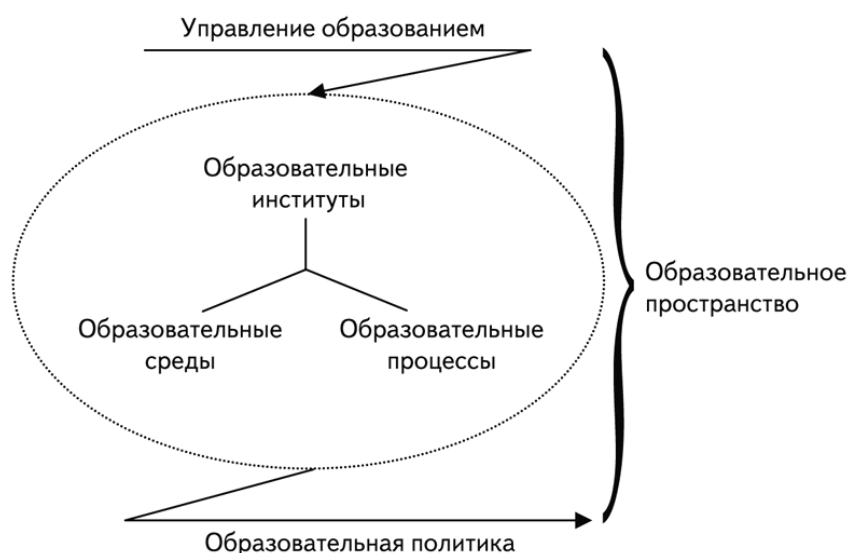 Управление образованием
Образовательные
институты
Образовательные
среды
Образовательные
процессы
Образовательное
пространство
Образовательная политика